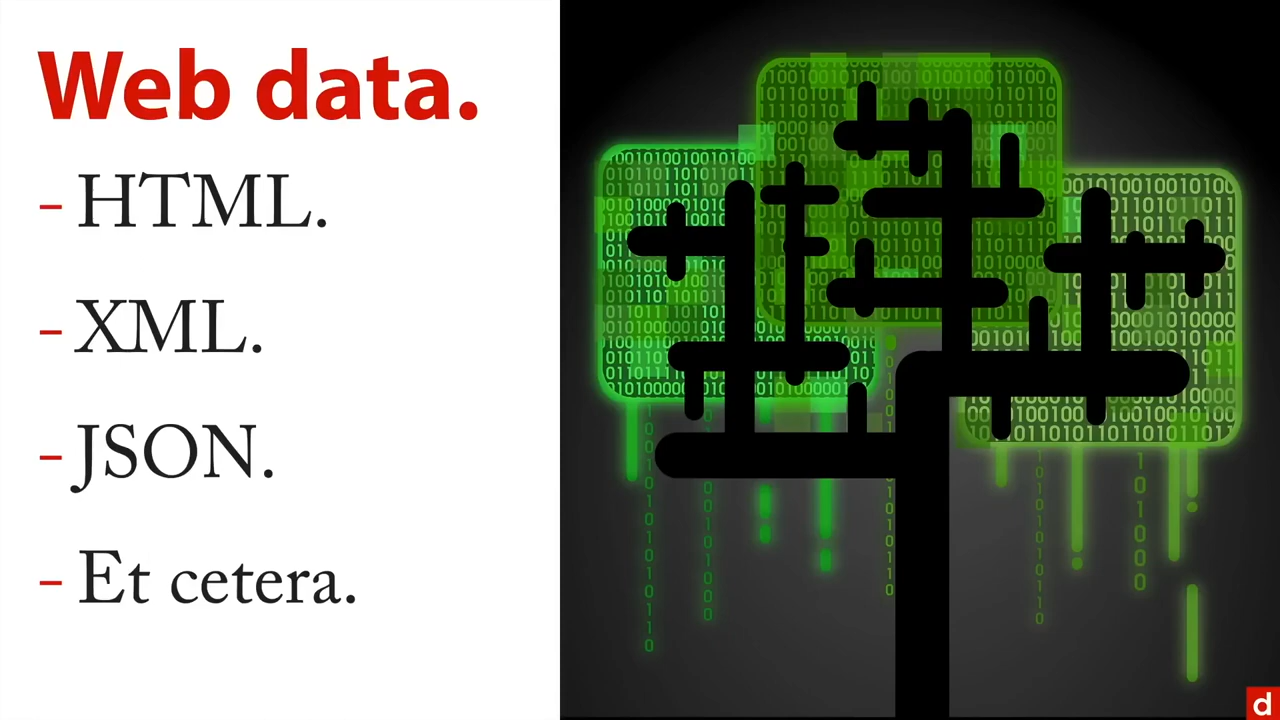 Web data.
- HTML.
- XML.
- JSON.
- Et cetera.
d